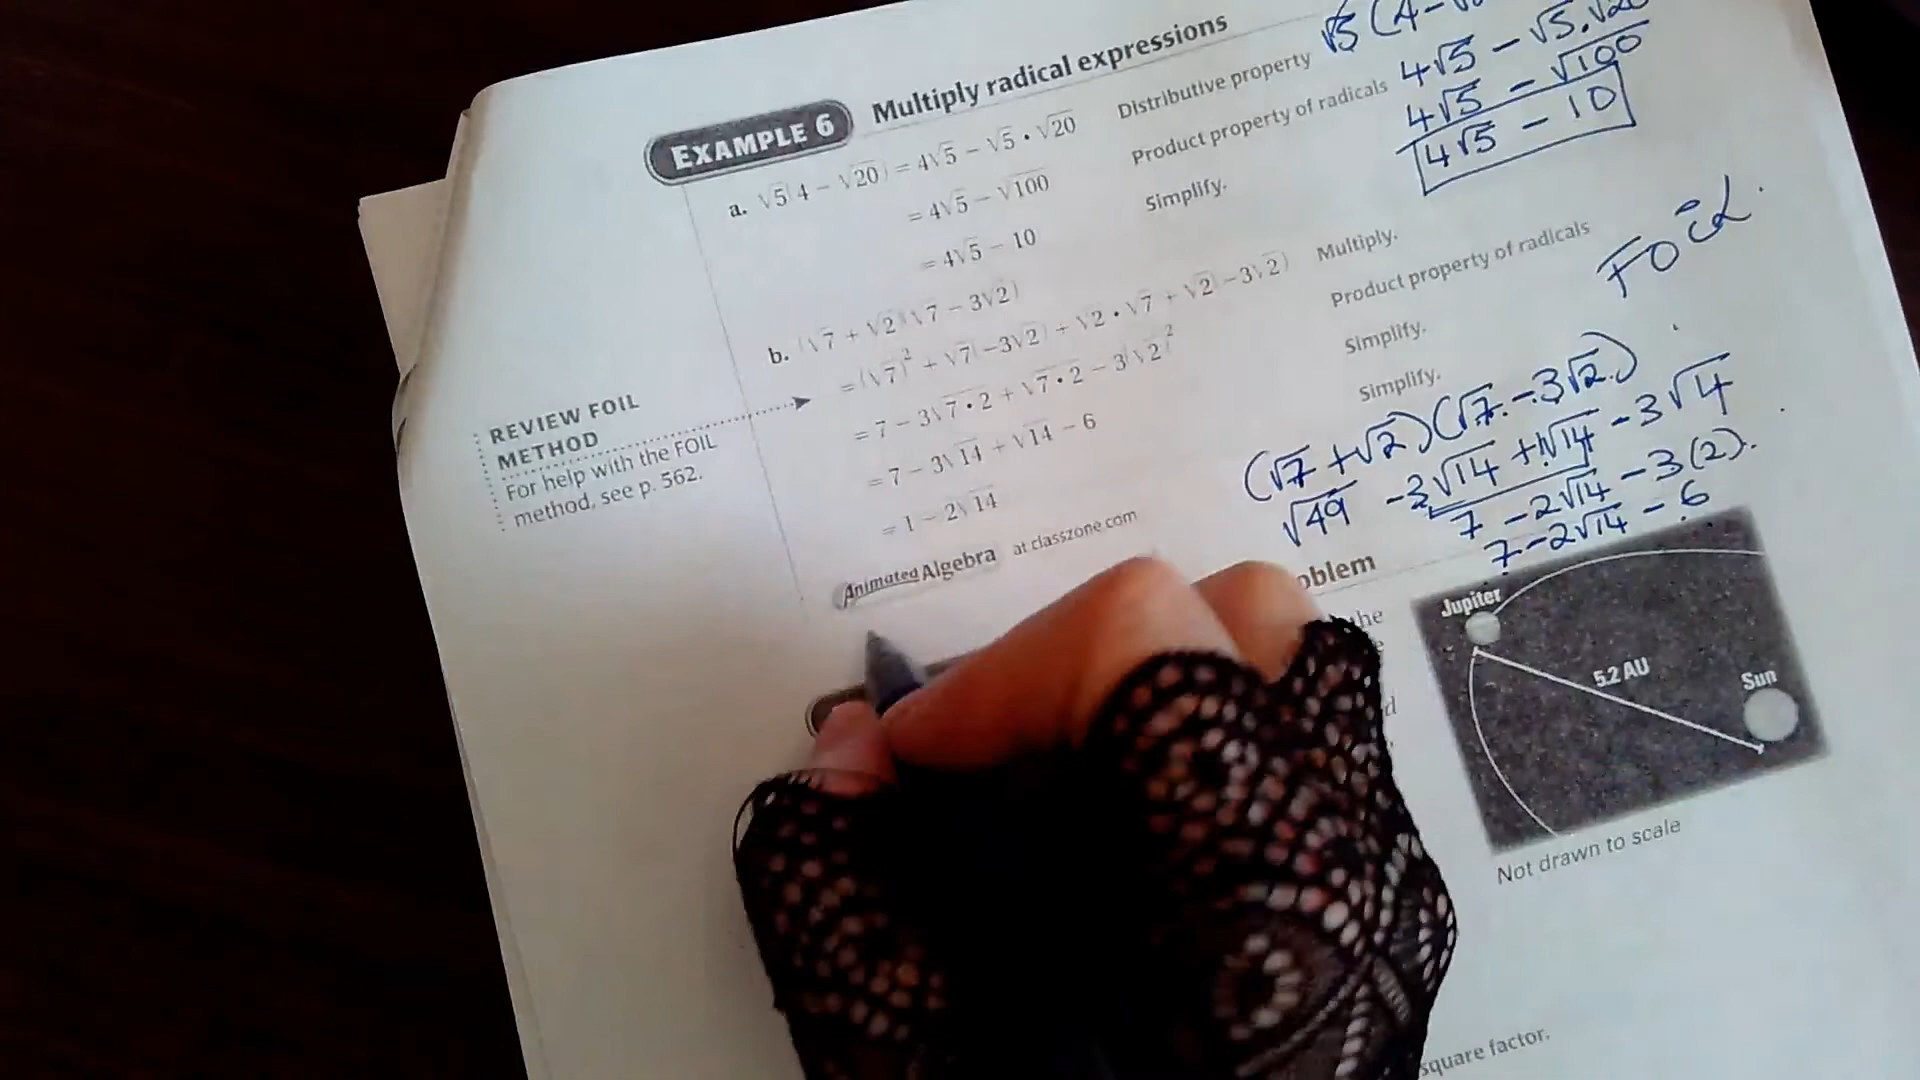 EXAMPLE 6 Multiply radical expressions
a. √5(4 − √20) = 4√5 − √5 • √20 Distributive property
= 4√5 − √100 Product property of radicals
= 4√5 − 10 Simplify.
b. (√7 + √2)(√7 − 3√2)
= (√7)² + √7(−3√2) + √2 • √7 + √2(−3√2) Multiply.
= 7 − 3√7 • 2 + √7 • 2 − 3(√2)² Product property of radicals
= 7 − 3√14 + √14 − 6 Simplify.
= 1 − 2√14 Simplify.
Animated Algebra at classzone.com
REVIEW FOIL
METHOD
For help with the FOIL
method, see p. 562.
√5 (4 −
4√5 − √5.√20
4√5 − √100
4√5 − 10
FOIL
(√7 + √2)(√7 − 3√2)
√49 − 3√14 + 1√14 − 3√4
7 − 2√14 − 3(2)
7 − 2√14 − 6
oblem
the
Jupiter
5.2 AU
Sun
Not drawn to scale
square factor.